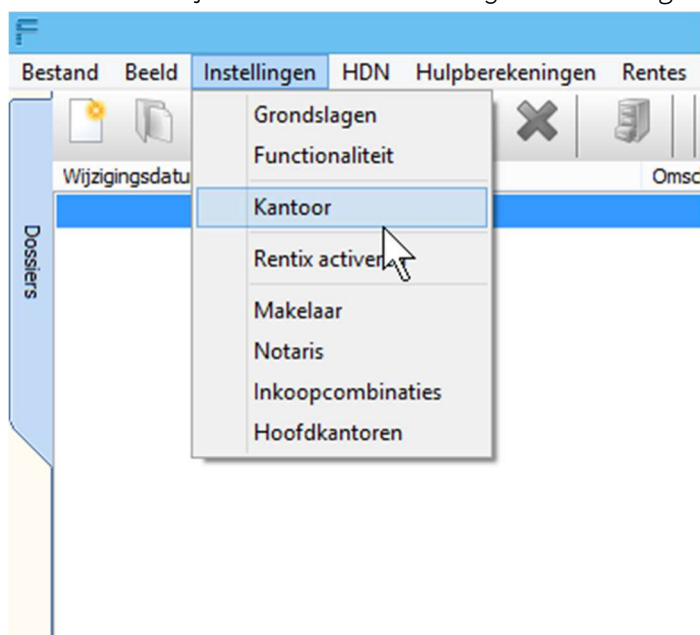 Bestand Beeld Instellingen HDN Hulpberekeningen Rentes
Grondslagen
Functionaliteit
Wijzigingsdatu Omsc
Kantoor
Dossiers
Rentix activer
Makelaar
Notaris
Inkoopcombinaties
Hoofdkantoren